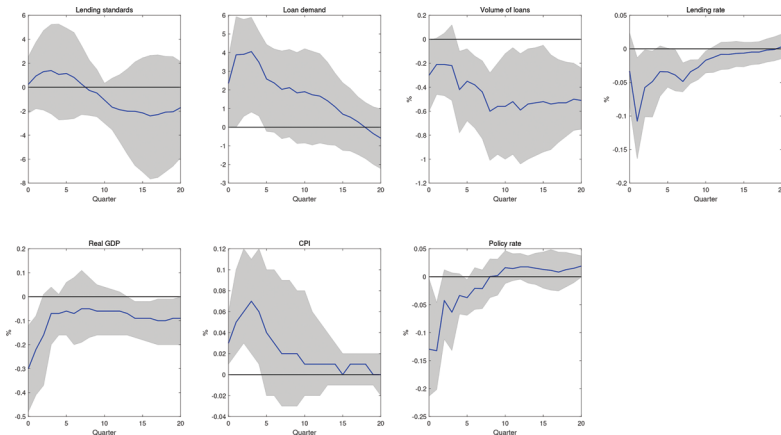 Lending standards
6
4
2
0
-2
-4
-6
-8
0 5 10 15 20
Quarter
Loan demand
6
5
4
3
2
1
0
-1
-2
-3
0 5 10 15 20
Quarter
Volume of loans
%
0.2
0
-0.2
-0.4
-0.6
-0.8
-1
-1.2
0 5 10 15 20
Quarter
Lending rate
%
0.05
0
-0.05
-0.1
-0.15
-0.2
0 5 10 15 20
Quarter
Real GDP
%
0.2
0.1
0
-0.1
-0.2
-0.3
-0.4
-0.5
0 5 10 15 20
Quarter
CPI
%
0.12
0.1
0.08
0.06
0.04
0.02
0
0.02
0.04
0 5 10 15 20
Quarter
Policy rate
%
0.05
0
-0.05
-0.1
-0.15
-0.2
-0.25
0 5 10 15 20
Quarter